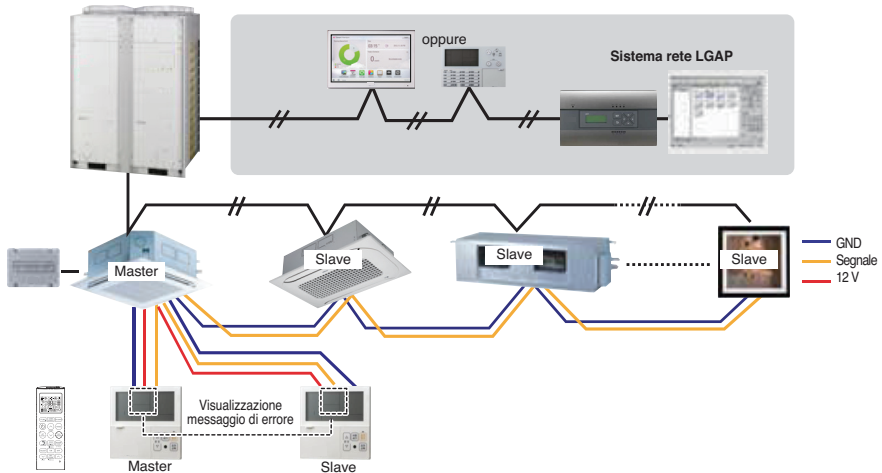 oppure
Sistema rete LGAP
Master
Slave
Slave
Slave
GND
Segnale
12 V
Visualizzazione
messaggio di errore
Master
Slave